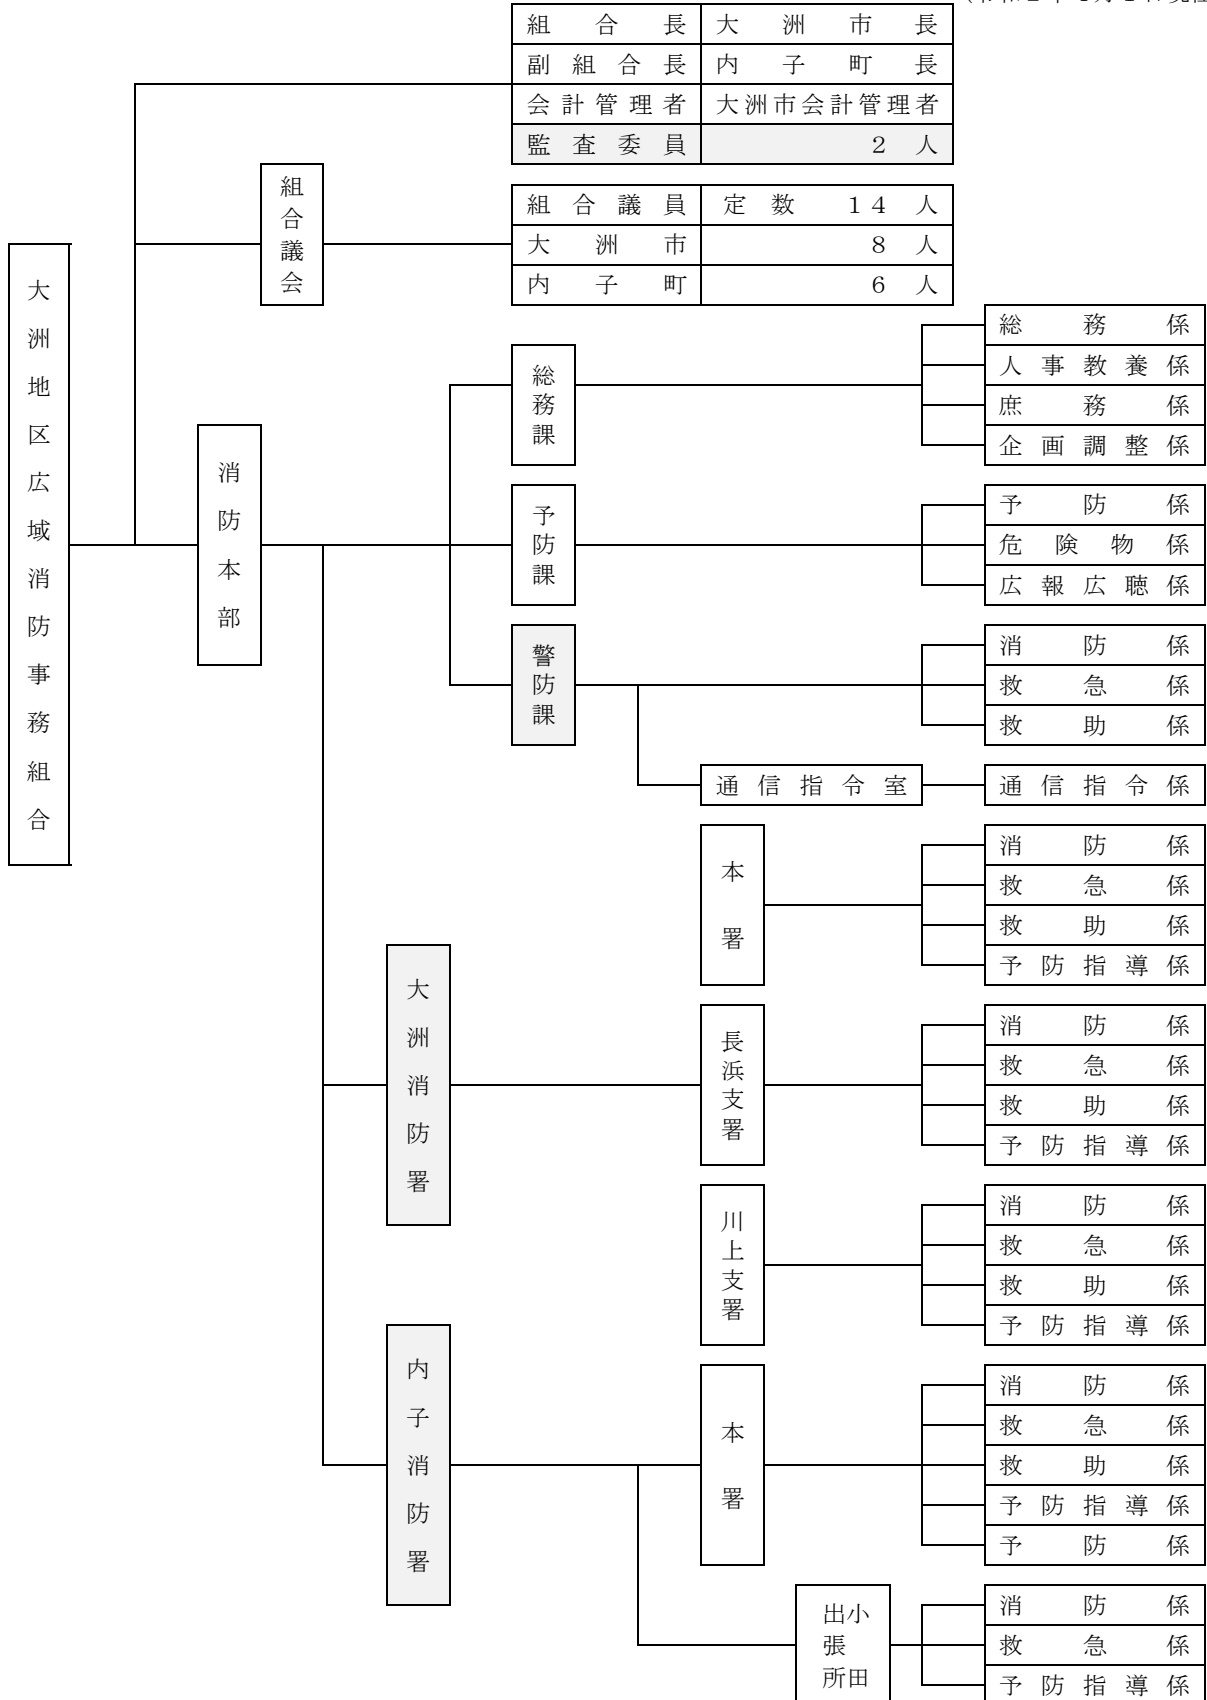 組合長 大洲市長
副組合長 内子町長
会計管理者 大洲市会計管理者
監査委員 2人
組合議会
組合議員 定数 14人
大洲市 8人
内子町 6人
大洲地区広域消防事務組合
消防本部
総務課
総務係
人事教養係
庶務係
企画調整係
予防課
予防係
危険物係
広報広聴係
警防課
消防係
救急係
救助係
通信指令室
通信指令係
大洲消防署
本署
消防係
救急係
救助係
予防指導係
長浜支署
消防係
救急係
救助係
予防指導係
川上支署
消防係
救急係
救助係
予防指導係
内子消防署
本署
消防係
救急係
救助係
予防指導係
予防係
小田
出張所
消防係
救急係
予防指導係